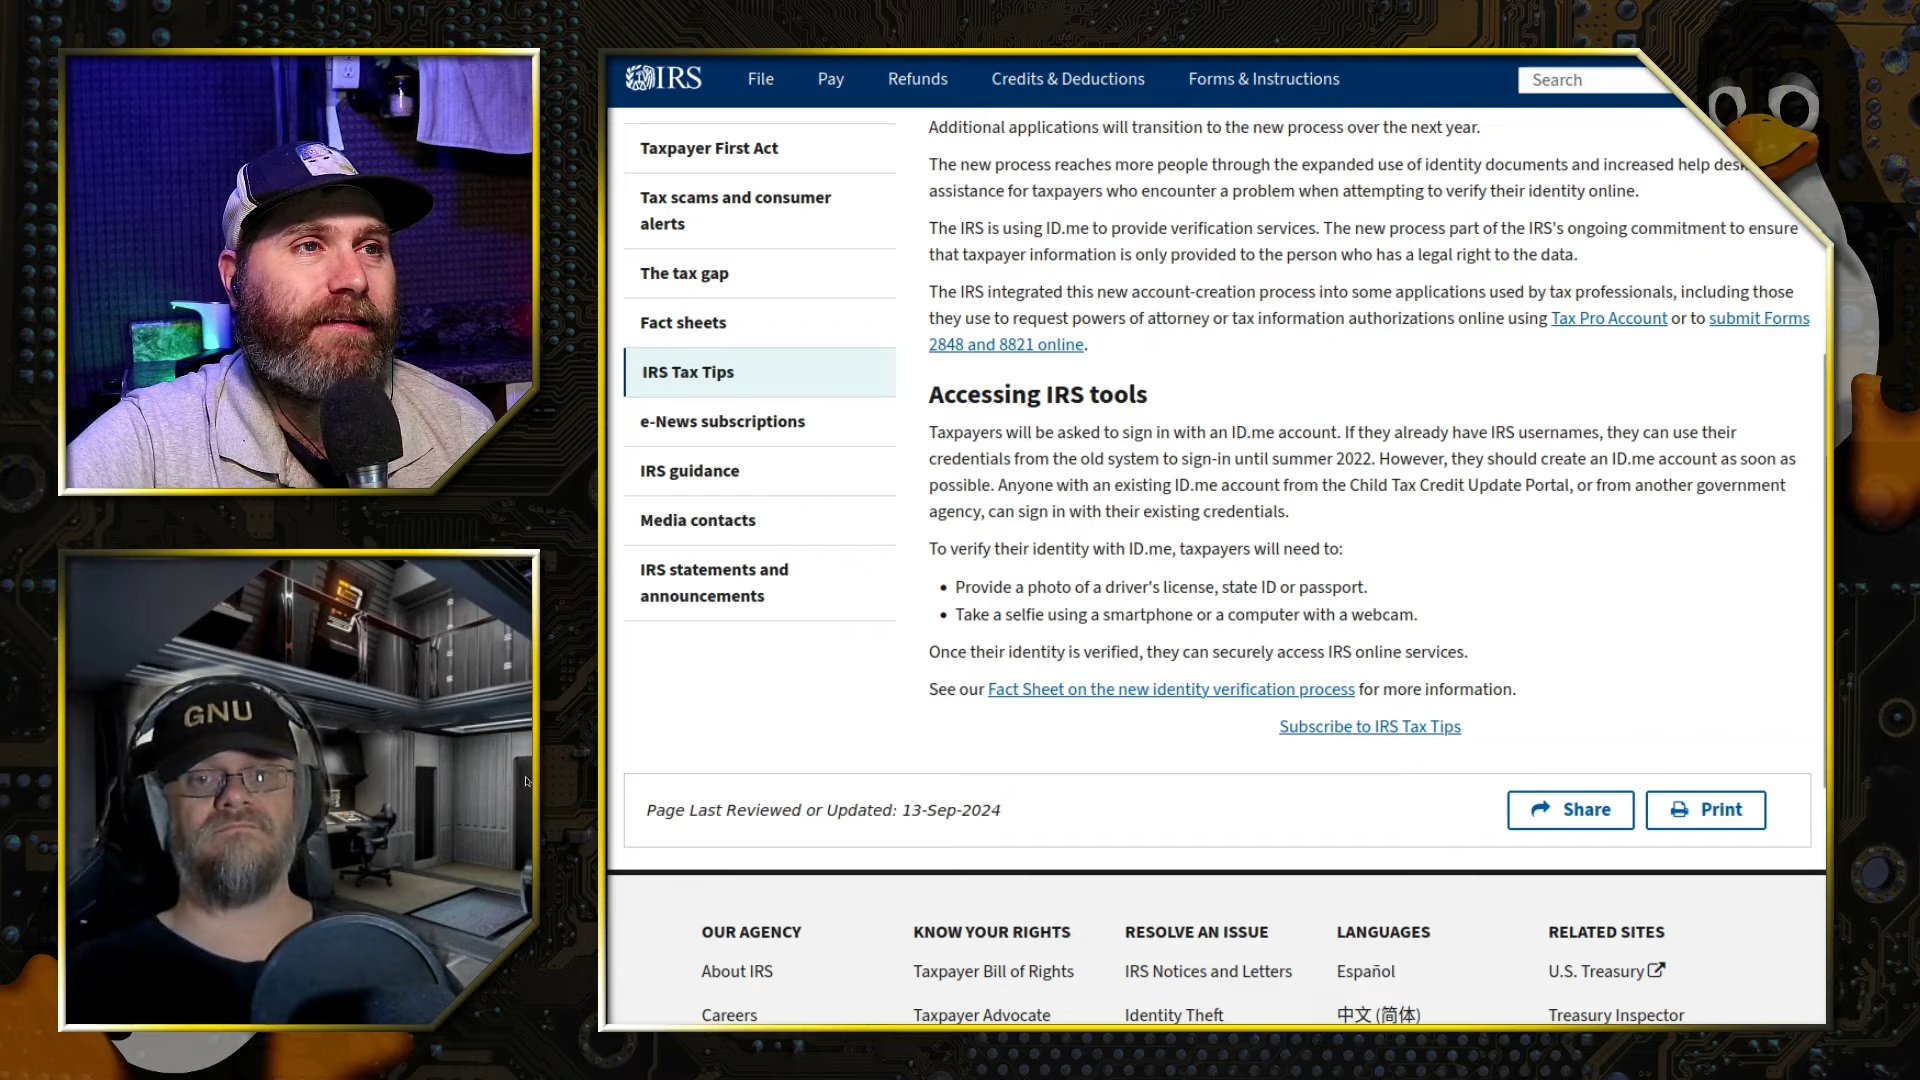 IRS
File
Pay
Refunds
Credits & Deductions
Forms & Instructions
Search
Taxpayer First Act
Tax scams and consumer
alerts
The tax gap
Fact sheets
IRS Tax Tips
e-News subscriptions
IRS guidance
Media contacts
IRS statements and
announcements
Additional applications will transition to the new process over the next year.
The new process reaches more people through the expanded use of identity documents and increased help desk
assistance for taxpayers who encounter a problem when attempting to verify their identity online.
The IRS is using ID.me to provide verification services. The new process part of the IRS's ongoing commitment to ensure
that taxpayer information is only provided to the person who has a legal right to the data.
The IRS integrated this new account-creation process into some applications used by tax professionals, including those
they use to request powers of attorney or tax information authorizations online using Tax Pro Account or to submit Forms
2848 and 8821 online.
Accessing IRS tools
Taxpayers will be asked to sign in with an ID.me account. If they already have IRS usernames, they can use their
credentials from the old system to sign-in until summer 2022. However, they should create an ID.me account as soon as
possible. Anyone with an existing ID.me account from the Child Tax Credit Update Portal, or from another government
agency, can sign in with their existing credentials.
To verify their identity with ID.me, taxpayers will need to:
• Provide a photo of a driver's license, state ID or passport.
• Take a selfie using a smartphone or a computer with a webcam.
Once their identity is verified, they can securely access IRS online services.
See our Fact Sheet on the new identity verification process for more information.
Subscribe to IRS Tax Tips
Page Last Reviewed or Updated: 13-Sep-2024
Share
Print
OUR AGENCY
About IRS
Careers
KNOW YOUR RIGHTS
Taxpayer Bill of Rights
Taxpayer Advocate
RESOLVE AN ISSUE
IRS Notices and Letters
Identity Theft
LANGUAGES
Español
中文 (简体)
RELATED SITES
U.S. Treasury
Treasury Inspector
GNU